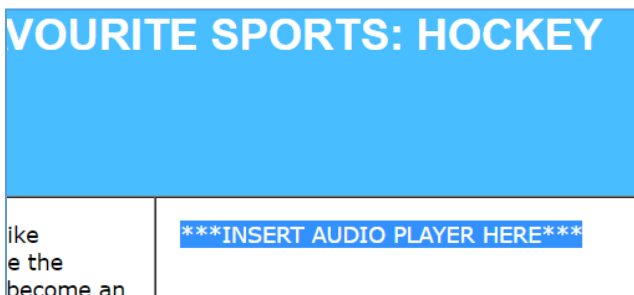 VOURITE SPORTS: HOCKEY
ike
e the
become an
***INSERT AUDIO PLAYER HERE***